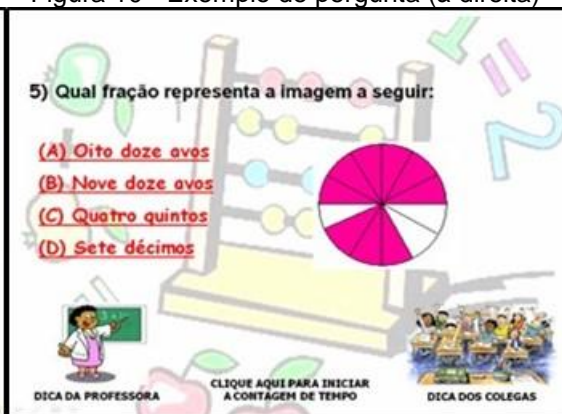 Figura 10 - Exemplo de pergunta (à direita)
5) Qual fração representa a imagem a seguir:
(A) Oito doze avos
(B) Nove doze avos
(C) Quatro quintos
(D) Sete décimos
DICA DA PROFESSORA
CLIQUE AQUI PARA INICIAR
A CONTAGEM DE TEMPO
DICA DOS COLEGAS